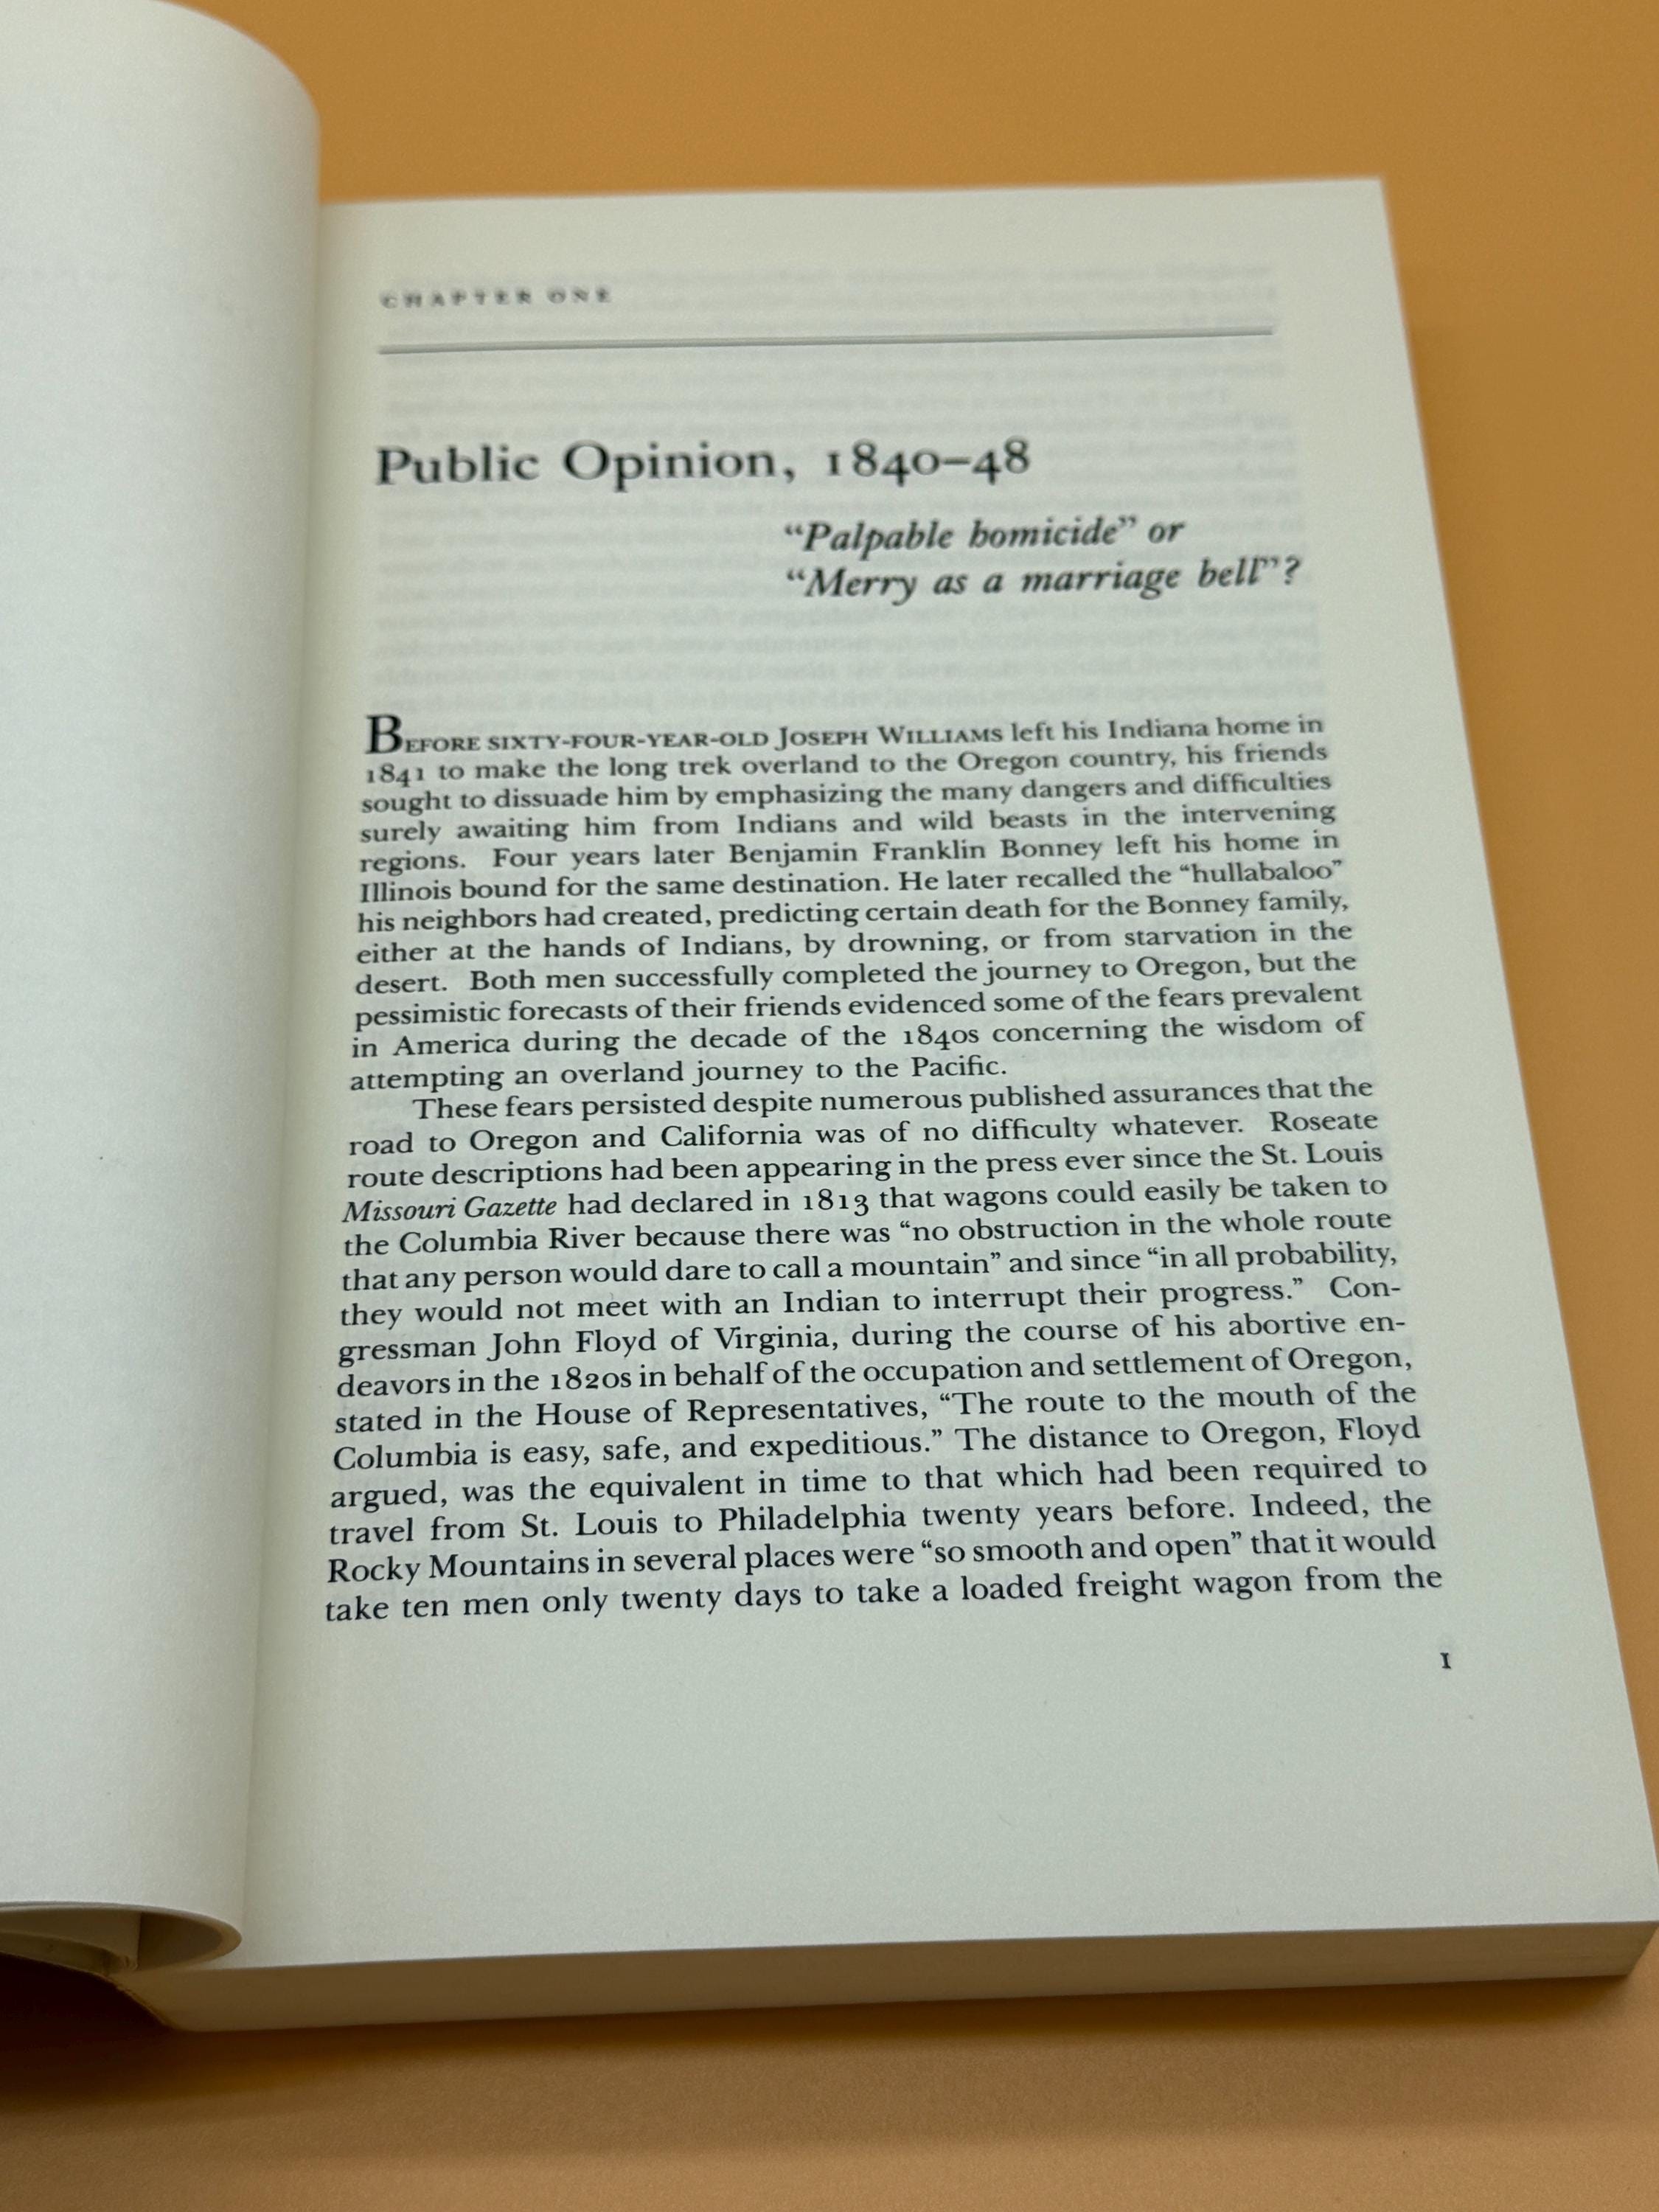 CHAPTER ONE
Public Opinion, 1840–48
“Palpable homicide” or
“Merry as a marriage bell”?
BEFORE SIXTY-FOUR-YEAR-OLD JOSEPH WILLIAMS left his Indiana home in
1841 to make the long trek overland to the Oregon country, his friends
sought to dissuade him by emphasizing the many dangers and difficulties
surely awaiting him from Indians and wild beasts in the intervening
regions. Four years later Benjamin Franklin Bonney left his home in
Illinois bound for the same destination. He later recalled the “hullabaloo”
his neighbors had created, predicting certain death for the Bonney family,
either at the hands of Indians, by drowning, or from starvation in the
desert. Both men successfully completed the journey to Oregon, but the
pessimistic forecasts of their friends evidenced some of the fears prevalent
in America during the decade of the 1840s concerning the wisdom of
attempting an overland journey to the Pacific.
These fears persisted despite numerous published assurances that the
road to Oregon and California was of no difficulty whatever. Roseate
route descriptions had been appearing in the press ever since the St. Louis
Missouri Gazette had declared in 1813 that wagons could easily be taken to
the Columbia River because there was “no obstruction in the whole route
that any person would dare to call a mountain” and since “in all probability,
they would not meet with an Indian to interrupt their progress.” Con-
gressman John Floyd of Virginia, during the course of his abortive en-
deavors in the 1820s in behalf of the occupation and settlement of Oregon,
stated in the House of Representatives, “The route to the mouth of the
Columbia is easy, safe, and expeditious.” The distance to Oregon, Floyd
argued, was the equivalent in time to that which had been required to
travel from St. Louis to Philadelphia twenty years before. Indeed, the
Rocky Mountains in several places were “so smooth and open” that it would
take ten men only twenty days to take a loaded freight wagon from the
1